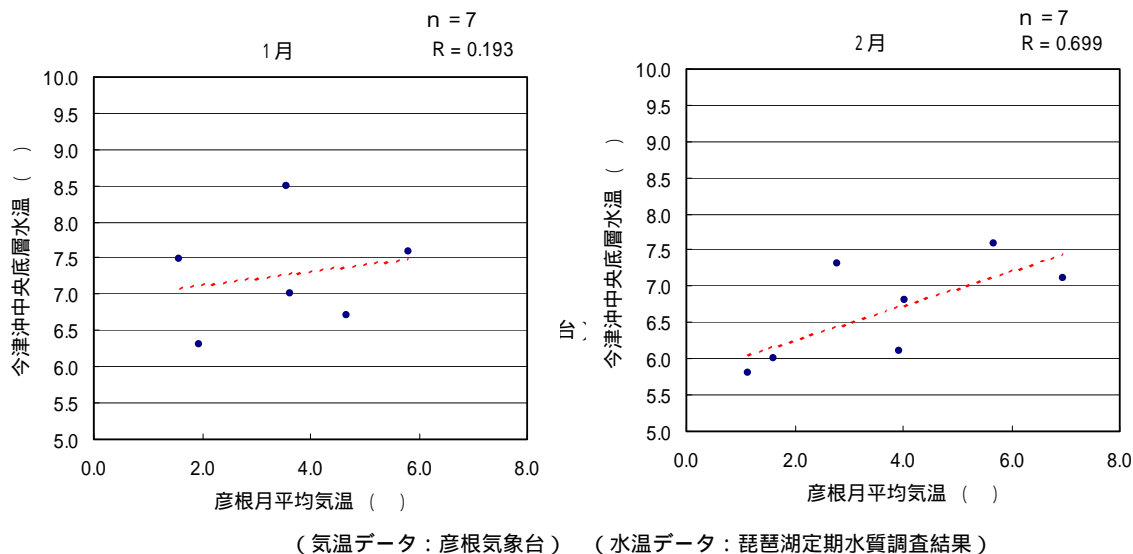 n = 7
R = 0.193
1月
10.0
9.5
9.0
8.5
8.0
7.5
7.0
6.5
6.0
5.5
5.0
今津沖中央底層水温 ( )
0.0 2.0 4.0 6.0 8.0
彦根月平均気温 ( )
n = 7
R = 0.699
2月
10.0
9.5
9.0
8.5
8.0
7.5
7.0
6.5
6.0
5.5
5.0
今津沖中央底層水温 ( )
0.0 2.0 4.0 6.0 8.0
彦根月平均気温 ( )
(気温データ:彦根気象台) (水温データ:琵琶湖定期水質調査結果)